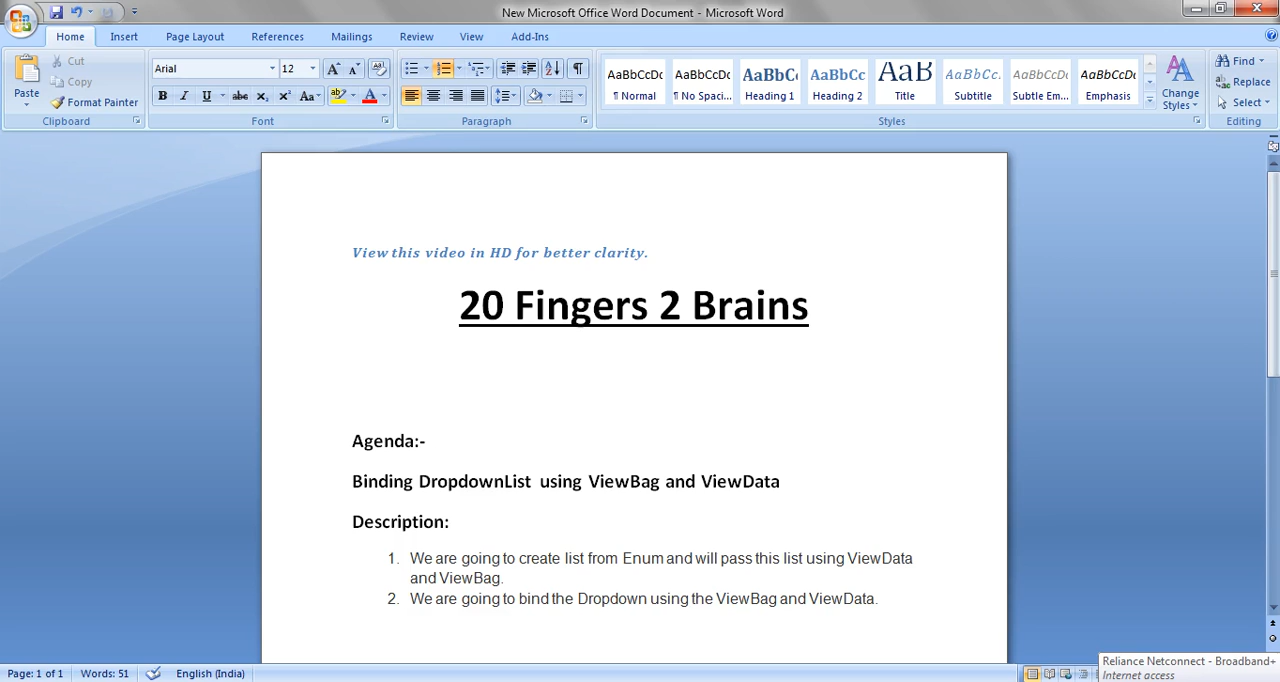 New Microsoft Office Word Document - Microsoft Word
Home Insert Page Layout References Mailings Review View Add-Ins
Cut
Copy
Format Painter
Paste
Clipboard
Arial 12
Font
Paragraph
AaBbCcDc AaBbCcDc AaBbC AaBbCc AaB AaBbCc. AaBbCcDc AaBbCcDc
¶ Normal ¶ No Spaci... Heading 1 Heading 2 Title Subtitle Subtle Em... Emphasis
Change Styles
Styles
Find
Replace
Select
Editing
View this video in HD for better clarity.
20 Fingers 2 Brains
Agenda:-
Binding DropdownList using ViewBag and ViewData
Description:
1. We are going to create list from Enum and will pass this list using ViewData
and ViewBag.
2. We are going to bind the Dropdown using the ViewBag and ViewData.
Page: 1 of 1 Words: 51 English (India)
Reliance Netconnect - Broadband+
Internet access